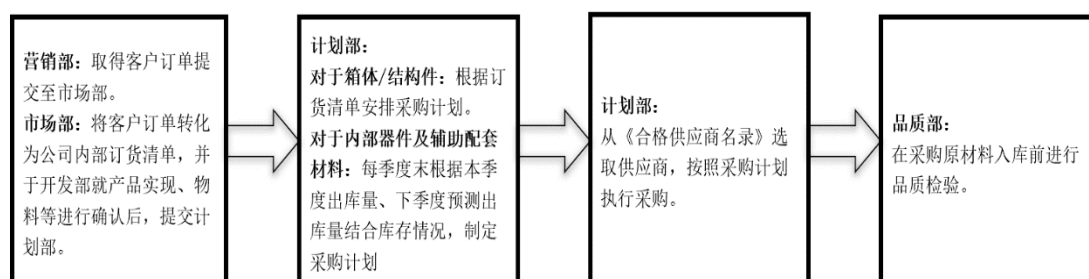 营销部：取得客户订单提
交至市场部。
市场部：将客户订单转化
为公司内部订货清单，并
于开发部就产品实现、物
料等进行确认后，提交计
划部。
计划部：
对于箱体/结构件：根据订
货清单安排采购计划。
对于内部器件及辅助配套
材料：每季度末根据本季
度出库量、下季度预测出
库量结合库存情况，制定
采购计划
计划部：
从《合格供应商名录》选
取供应商，按照采购计划
执行采购。
品质部：
在采购原材料入库前进行
品质检验。